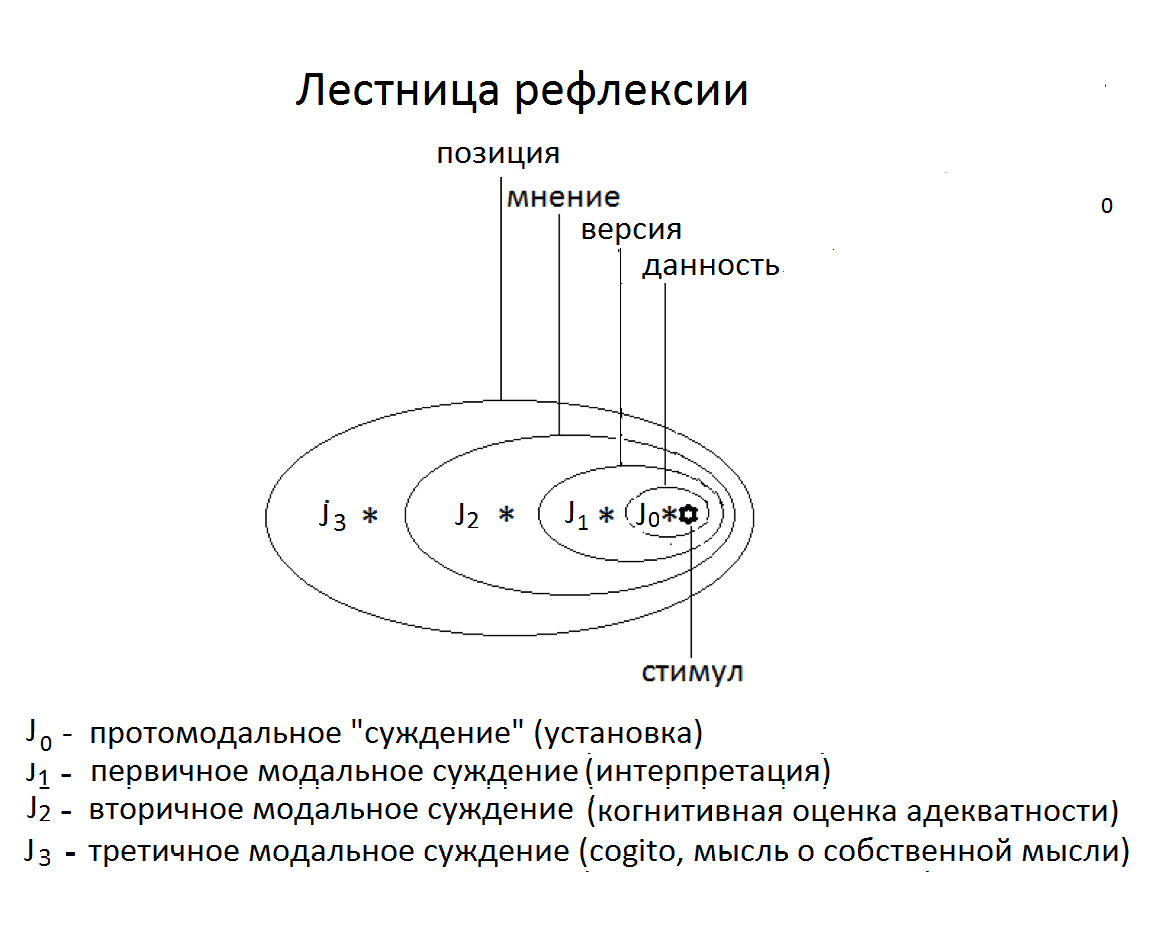 Лестница рефлексии
позиция
мнение
о
версия
данность
J3 * J2 * J1 * J0*
стимул
J0 - протомодальное "суждение" (установка)
J1 - первичное модальное суждение (интерпретация)
J2 - вторичное модальное суждение (когнитивная оценка адекватности)
J3 - третичное модальное суждение (cogito, мысль о собственной мысли)